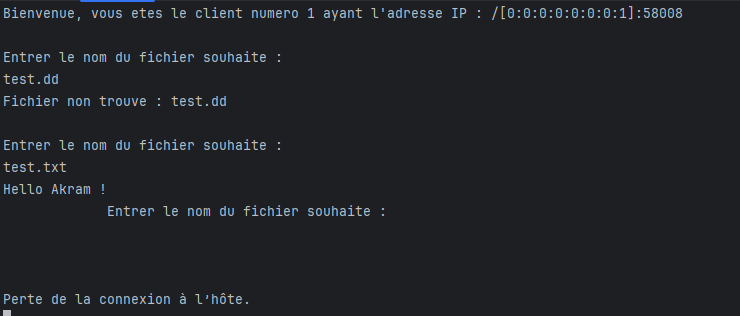 Bienvenue, vous etes le client numero 1 ayant l'adresse IP : /[0:0:0:0:0:0:0:1]:58008
Entrer le nom du fichier souhaite :
test.dd
Fichier non trouve : test.dd
Entrer le nom du fichier souhaite :
test.txt
Hello Akram !
Entrer le nom du fichier souhaite :
Perte de la connexion à l'hôte.